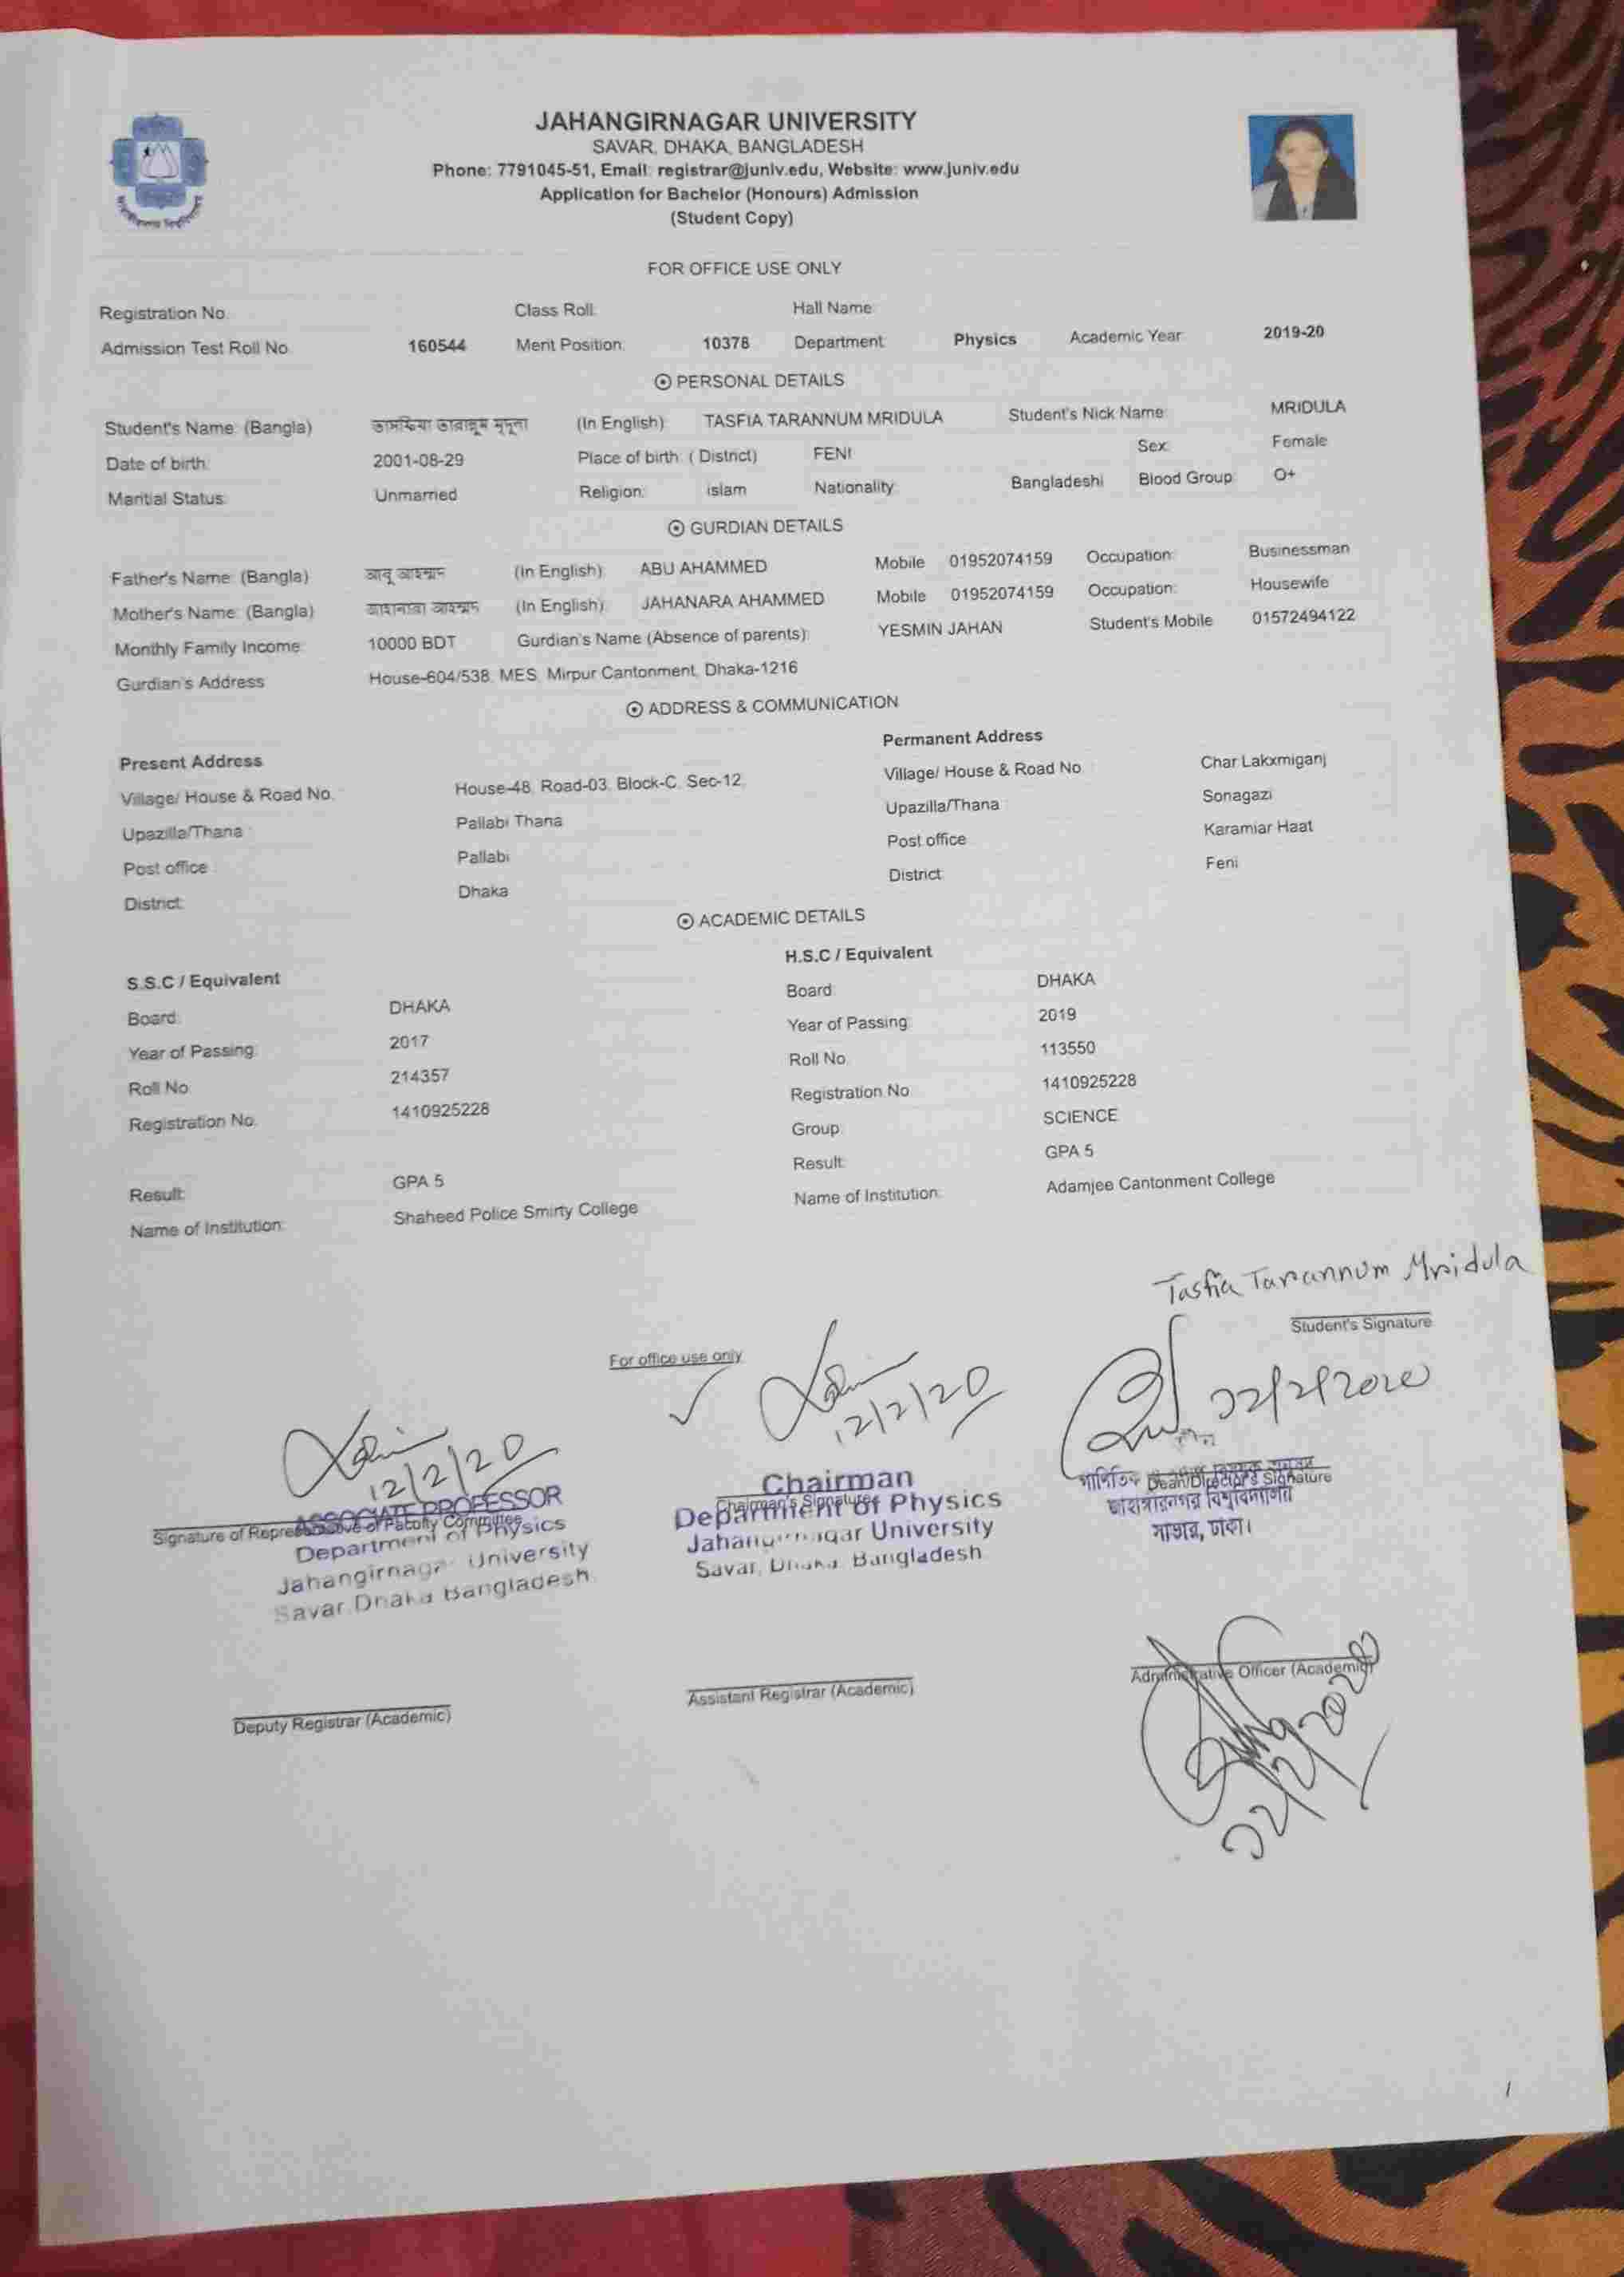 JAHANGIRNAGAR UNIVERSITY
SAVAR, DHAKA, BANGLADESH
Phone: 7791045-51, Email: registrar@juniv.edu, Website: www.juniv.edu
Application for Bachelor (Honours) Admission
(Student Copy)
FOR OFFICE USE ONLY
Registration No. Class Roll: Hall Name:
Admission Test Roll No. 160544 Merit Position: 10378 Department: Physics Academic Year: 2019-20
PERSONAL DETAILS
Student's Name: (Bangla) তাসফিয়া তারান্নুম মৃদুলা (In English): TASFIA TARANNUM MRIDULA Student's Nick Name: MRIDULA
Date of birth: 2001-08-29 Place of birth: ( District) FENI Sex: Female
Marital Status: Unmarried Religion: islam Nationality: Bangladeshi Blood Group: O+
GURDIAN DETAILS
Father's Name: (Bangla) আবু আহম্মদ (In English): ABU AHAMMED Mobile 01952074159 Occupation: Businessman
Mother's Name: (Bangla) জাহানারা আহম্মদ (In English): JAHANARA AHAMMED Mobile 01952074159 Occupation: Housewife
Monthly Family Income: 10000 BDT Gurdian's Name (Absence of parents): YESMIN JAHAN Student's Mobile 01572494122
Gurdian's Address House-604/538, MES, Mirpur Cantonment, Dhaka-1216
ADDRESS & COMMUNICATION
Present Address Permanent Address
Village/ House & Road No. House-48, Road-03, Block-C, Sec-12, Village/ House & Road No. Char Lakxmiganj
Upazilla/Thana : Pallabi Thana Upazilla/Thana : Sonagazi
Post office : Pallabi Post office : Karamiar Haat
District: Dhaka District: Feni
ACADEMIC DETAILS
S.S.C / Equivalent H.S.C / Equivalent
Board: DHAKA Board: DHAKA
Year of Passing: 2017 Year of Passing: 2019
Roll No. 214357 Roll No. 113550
Registration No. 1410925228 Registration No. 1410925228
Group: SCIENCE
Result: GPA 5 Result: GPA 5
Name of Institution: Shaheed Police Smirty College Name of Institution: Adamjee Cantonment College
Tasfia Tarannum Mridula
Student's Signature
For office use only
12/2/20 12/2/20 12/2/2020
ASSOCIATE PROFESSOR
Signature of Representative of Faculty Committee
Department of Physics
Jahangirnagar University
Savar Dhaka Bangladesh
Chairman
Chairman's Signature
Department of Physics
Jahangirnagar University
Savar, Dhaka, Bangladesh
Dean/Director's Signature
জাহাঙ্গীরনগর বিশ্ববিদ্যালয়
সাভার, ঢাকা।
Deputy Registrar (Academic) Assistant Registrar (Academic) Administrative Officer (Academic)
12/2/2020